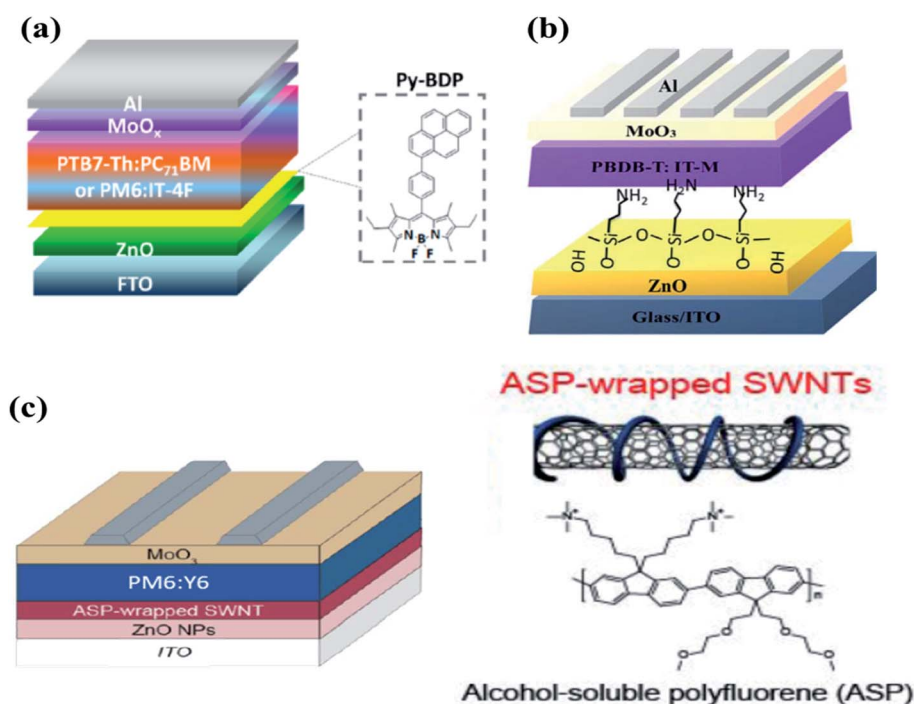 (a)
Al
MoOₓ
PTB7-Th:PC₇₁BM
or PM6:IT-4F
ZnO
FTO
Py-BDP
N B N
F F
(b)
Al
MoO₃
PBDB-T: IT-M
NH₂ H₂N NH₂
Si O Si O Si
OH O O O OH
ZnO
Glass/ITO
(c)
MoO₃
PM6:Y6
ASP-wrapped SWNT
ZnO NPs
ITO
ASP-wrapped SWNTs
N⁺ N⁺
n
O O
O O
Alcohol-soluble polyfluorene (ASP)